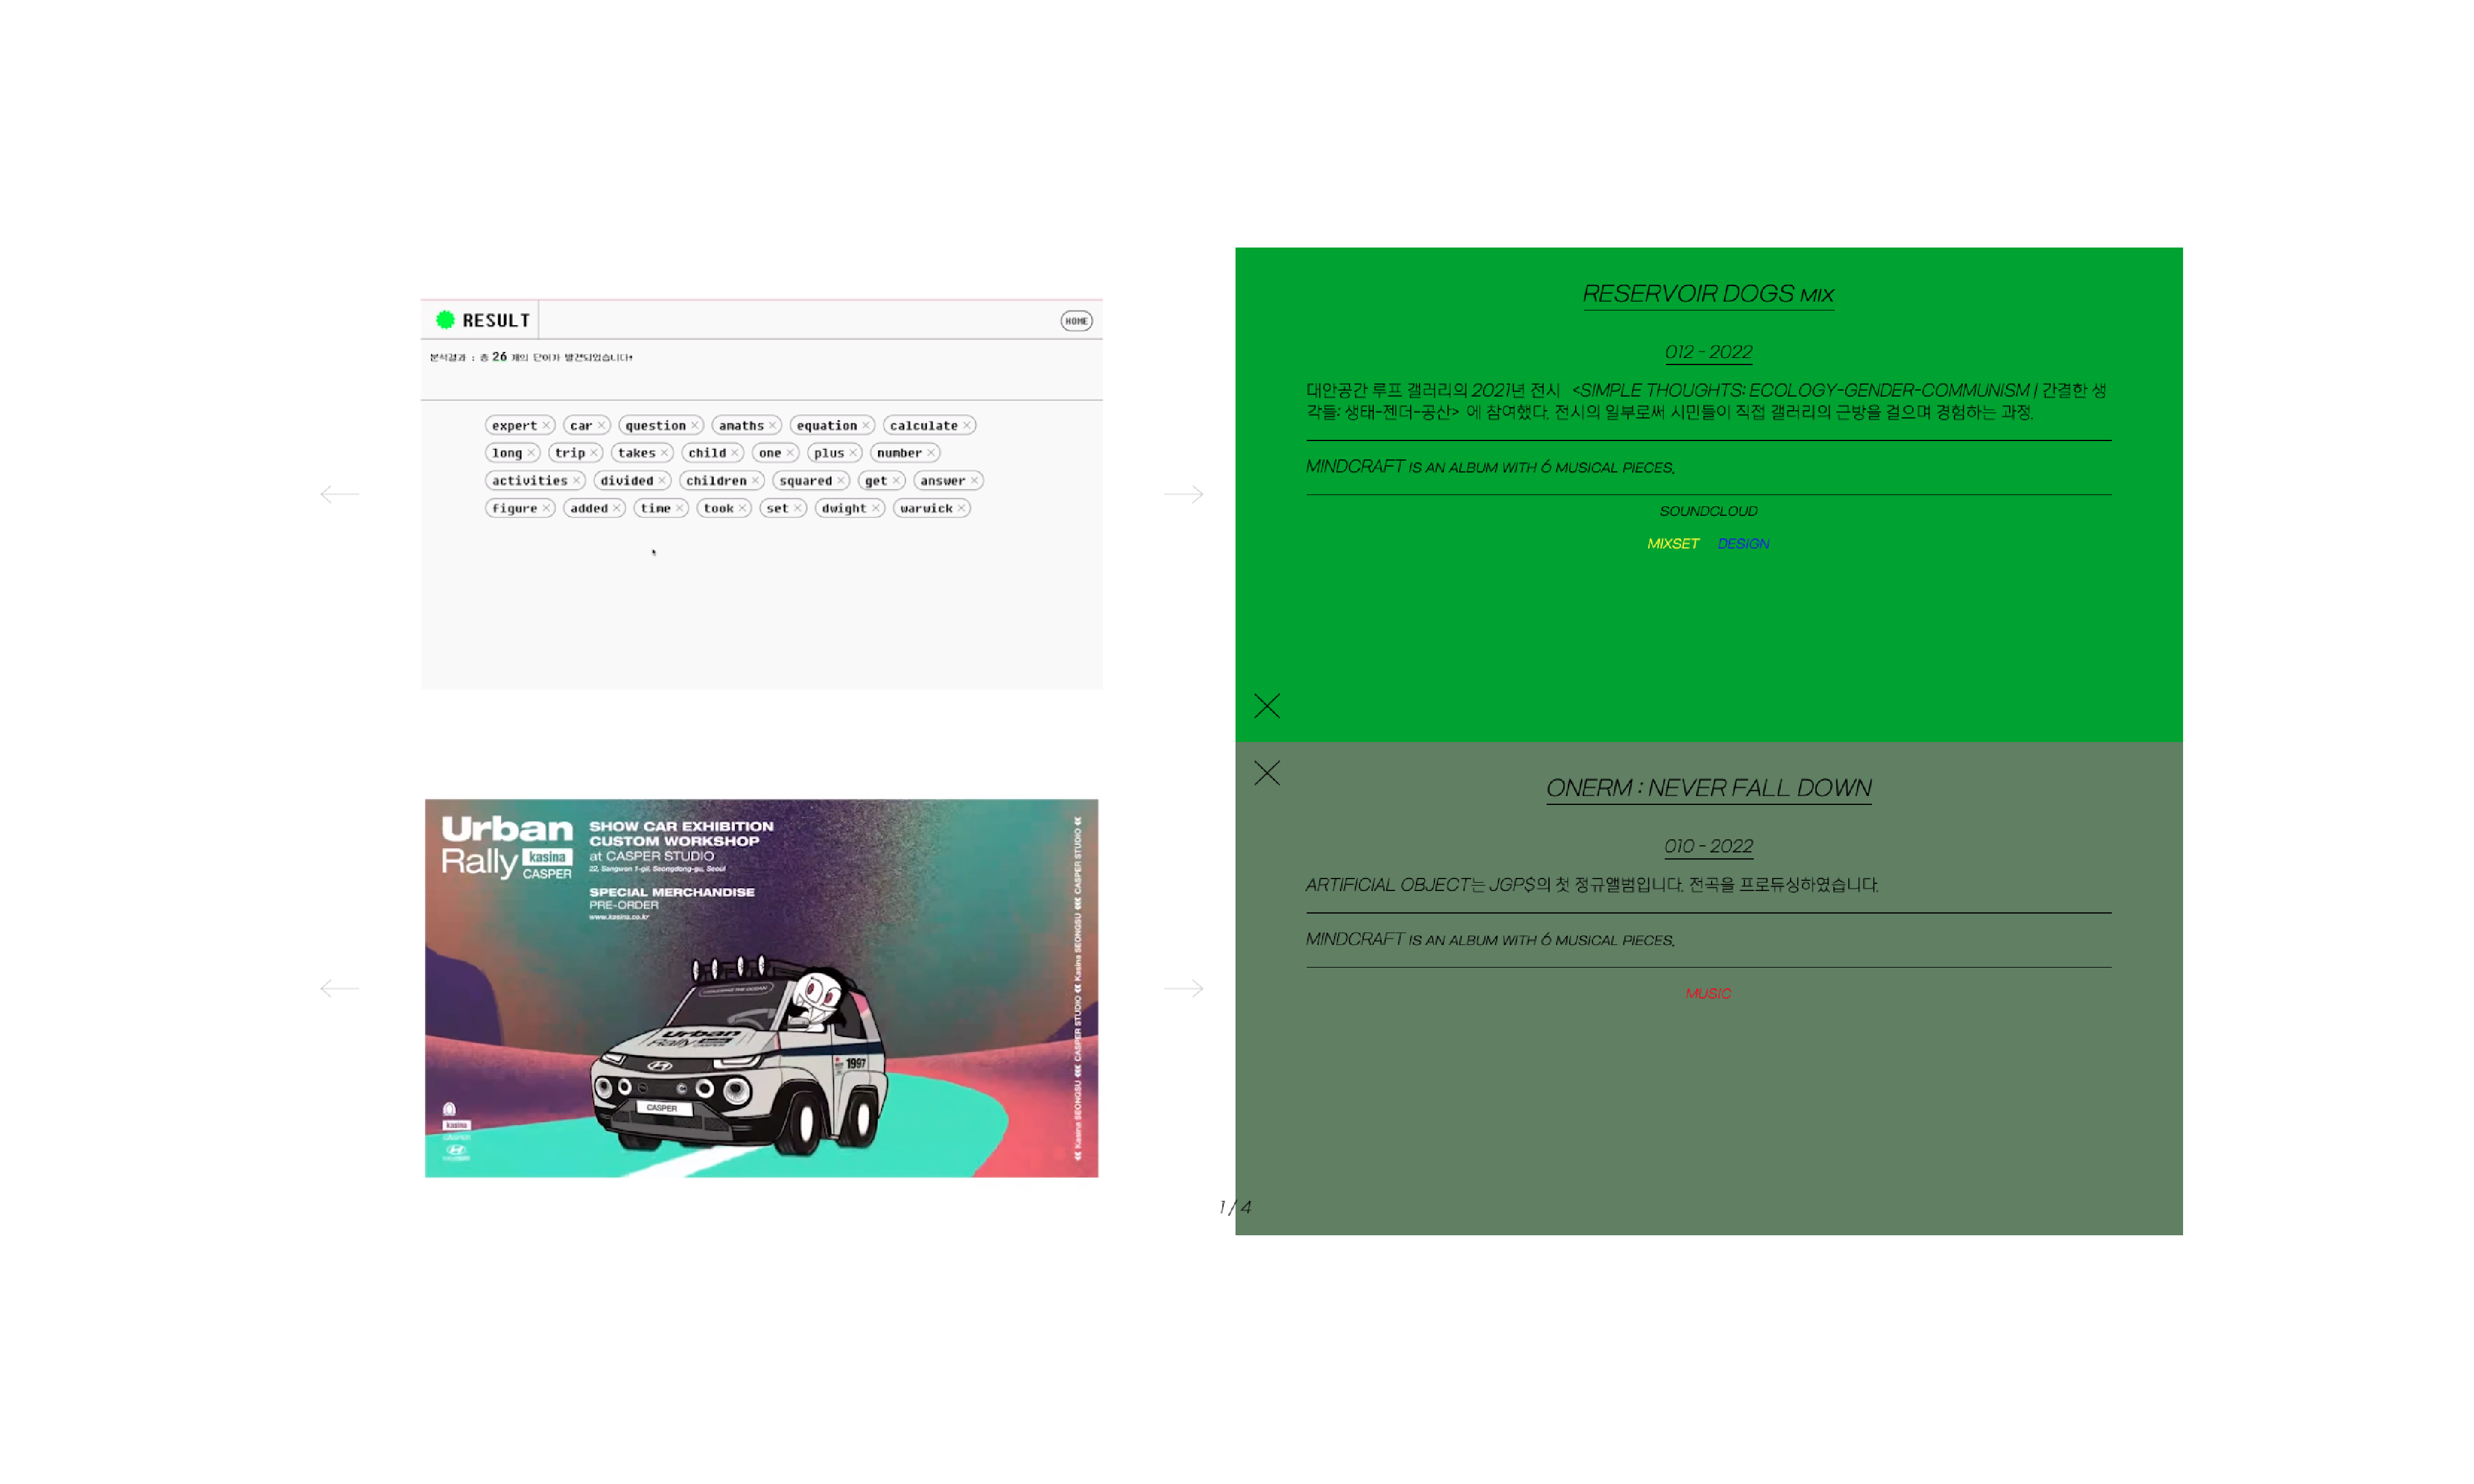 RESULT
HOME
분석결과 : 총 26 개의 단어가 발견되었습니다!
expert car question amaths equation calculate
long trip takes child one plus number
activities divided children squared get answer
figure added time took set dwight warwick
RESERVOIR DOGS MIX
012 - 2022
대안공간 루프 갤러리의 2021년 전시 <SIMPLE THOUGHTS: ECOLOGY-GENDER-COMMUNISM | 간결한 생
각들: 생태-젠더-공산> 에 참여했다. 전시의 일부로써 시민들이 직접 갤러리의 근방을 걸으며 경험하는 과정.
MINDCRAFT IS AN ALBUM WITH 6 MUSICAL PIECES.
SOUNDCLOUD
MIXSET DESIGN
Urban
Rally kasina
CASPER
SHOW CAR EXHIBITION
CUSTOM WORKSHOP
at CASPER STUDIO
22, Sangwon 1-gil, Seongdong-gu, Seoul
SPECIAL MERCHANDISE
PRE-ORDER
www.kasina.co.kr
Urban
Rally
1997
CASPER
kasina
CASPER
« Kasina SEONGSU ««« CASPER STUDIO «« Kasina SEONGSU ««« CASPER STUDIO ««
ONERM : NEVER FALL DOWN
010 - 2022
ARTIFICIAL OBJECT는 JGP$의 첫 정규앨범입니다. 전곡을 프로듀싱하였습니다.
MINDCRAFT IS AN ALBUM WITH 6 MUSICAL PIECES.
MUSIC
1 / 4